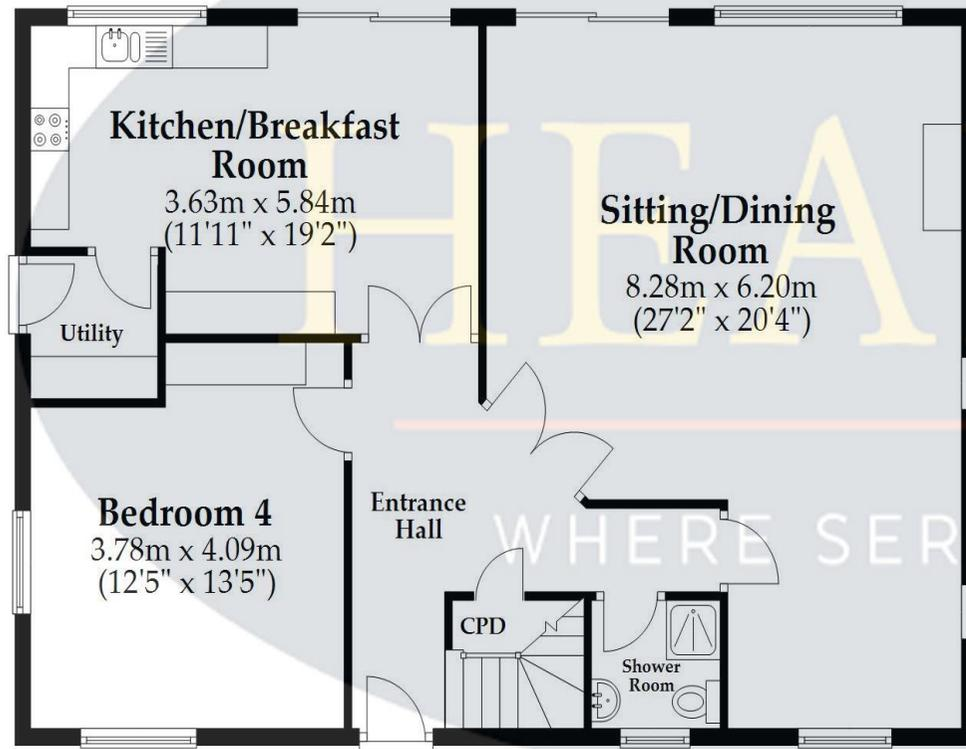 Kitchen/Breakfast
Room
3.63m x 5.84m
(11'11" x 19'2")
Sitting/Dining
Room
8.28m x 6.20m
(27'2" x 20'4")
Utility
Bedroom 4
3.78m x 4.09m
(12'5" x 13'5")
Entrance
Hall
CPD
Shower
Room
HEA
WHERE SER